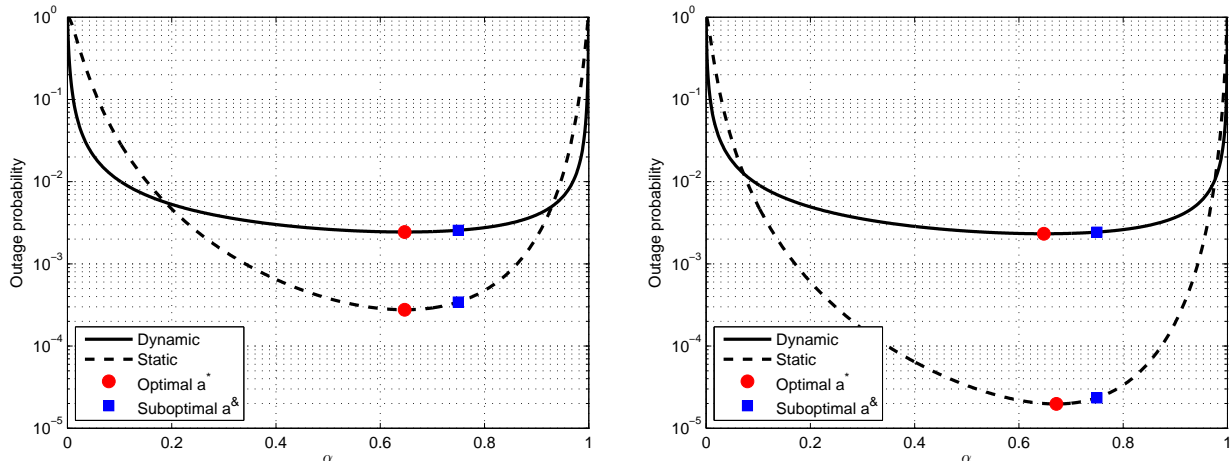 10^0
10^-1
10^-2
10^-3
10^-4
10^-5
Outage probability
Dynamic
Static
Optimal a^*
Suboptimal a^&
0 0.2 0.4 0.6 0.8 1
α
10^0
10^-1
10^-2
10^-3
10^-4
10^-5
Outage probability
Dynamic
Static
Optimal a^*
Suboptimal a^&
0 0.2 0.4 0.6 0.8 1
α